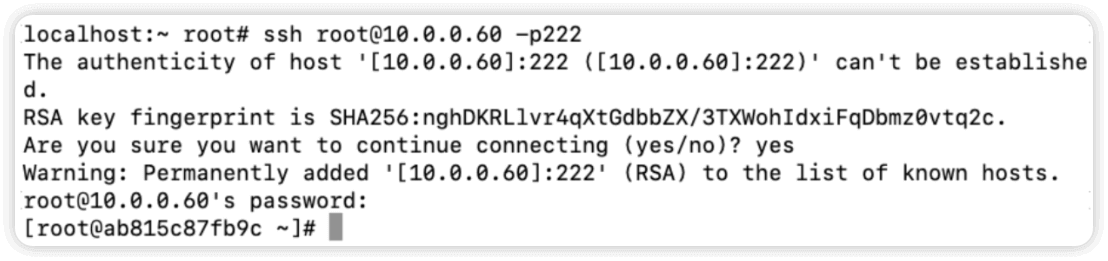 localhost:~ root# ssh root@10.0.0.60 -p222
The authenticity of host '[10.0.0.60]:222 ([10.0.0.60]:222)' can't be establishe
d.
RSA key fingerprint is SHA256:nghDKRLlvr4qXtGdbbZX/3TXWohIdxiFqDbmz0vtq2c.
Are you sure you want to continue connecting (yes/no)? yes
Warning: Permanently added '[10.0.0.60]:222' (RSA) to the list of known hosts.
root@10.0.0.60's password:
[root@ab815c87fb9c ~]#